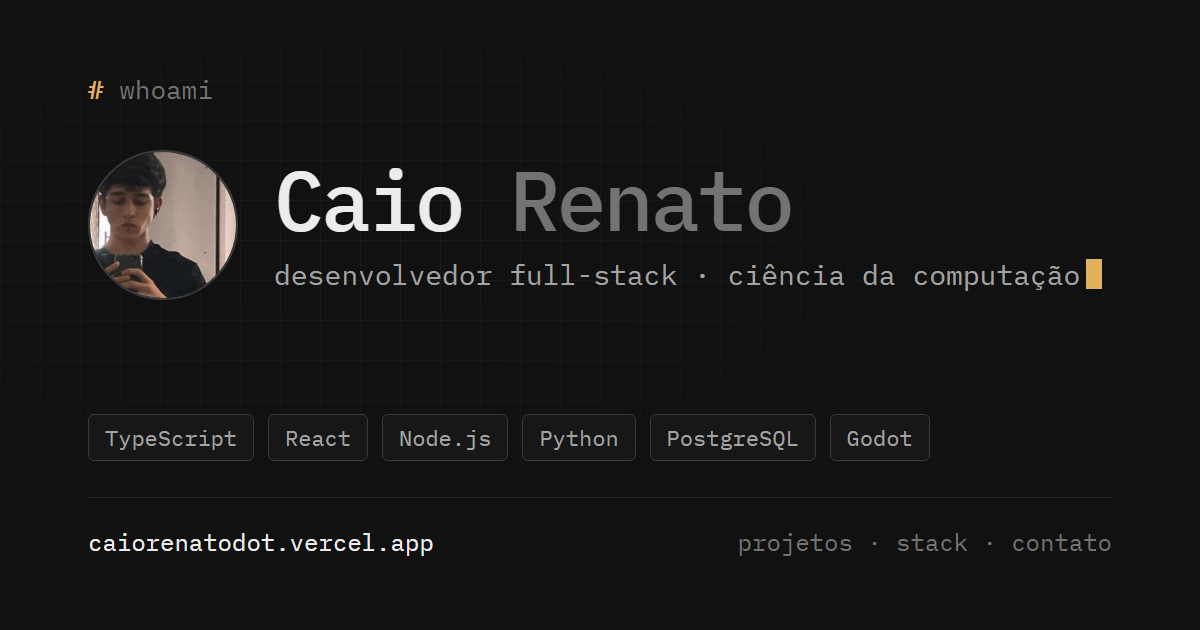 # whoami
Caio Renato
desenvolvedor full-stack · ciência da computação
TypeScript React Node.js Python PostgreSQL Godot
caiorenatodot.vercel.app projetos · stack · contato